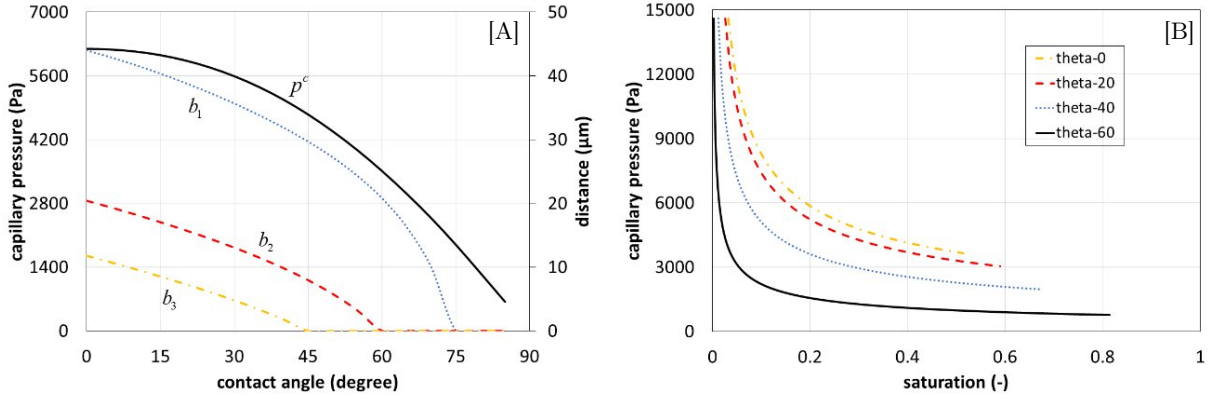 [A]
7000
5600
4200
2800
1400
0
capillary pressure (Pa)
50
40
30
20
10
0
distance (μm)
p^c
b_1
b_2
b_3
0 15 30 45 60 75 90
contact angle (degree)
[B]
15000
12000
9000
6000
3000
0
capillary pressure (Pa)
theta-0
theta-20
theta-40
theta-60
0 0.2 0.4 0.6 0.8 1
saturation (-)